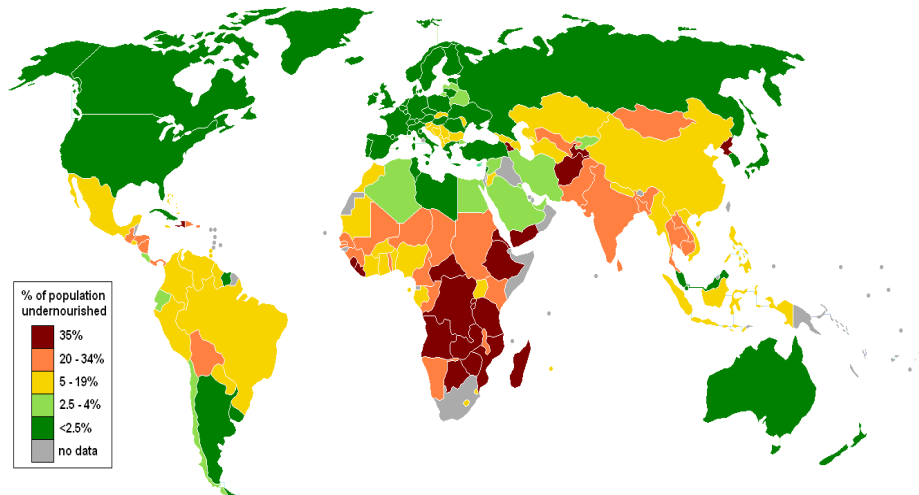 % of population
undernourished
35%
20 - 34%
5 - 19%
2.5 - 4%
<2.5%
no data